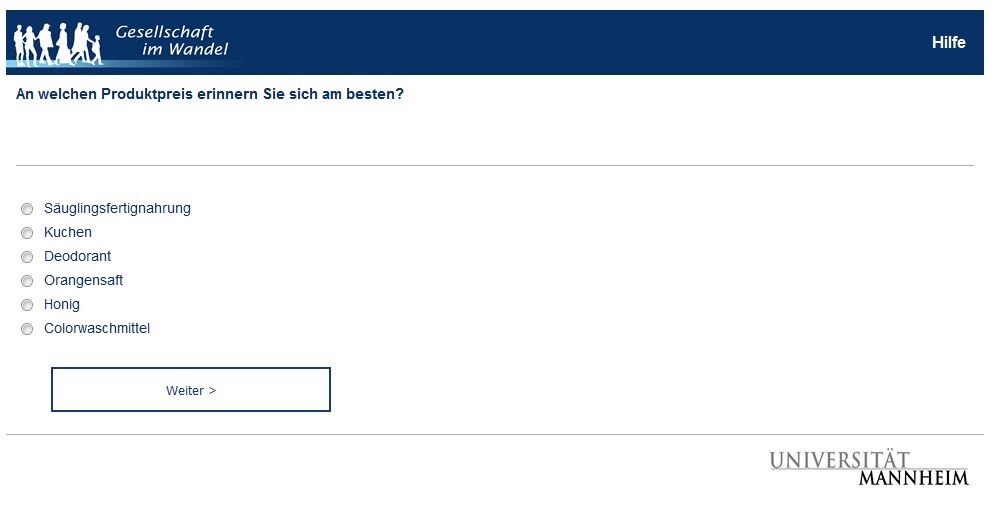 Gesellschaft
im Wandel
Hilfe
An welchen Produktpreis erinnern Sie sich am besten?
Säuglingsfertignahrung
Kuchen
Deodorant
Orangensaft
Honig
Colorwaschmittel
Weiter >
UNIVERSITÄT
MANNHEIM